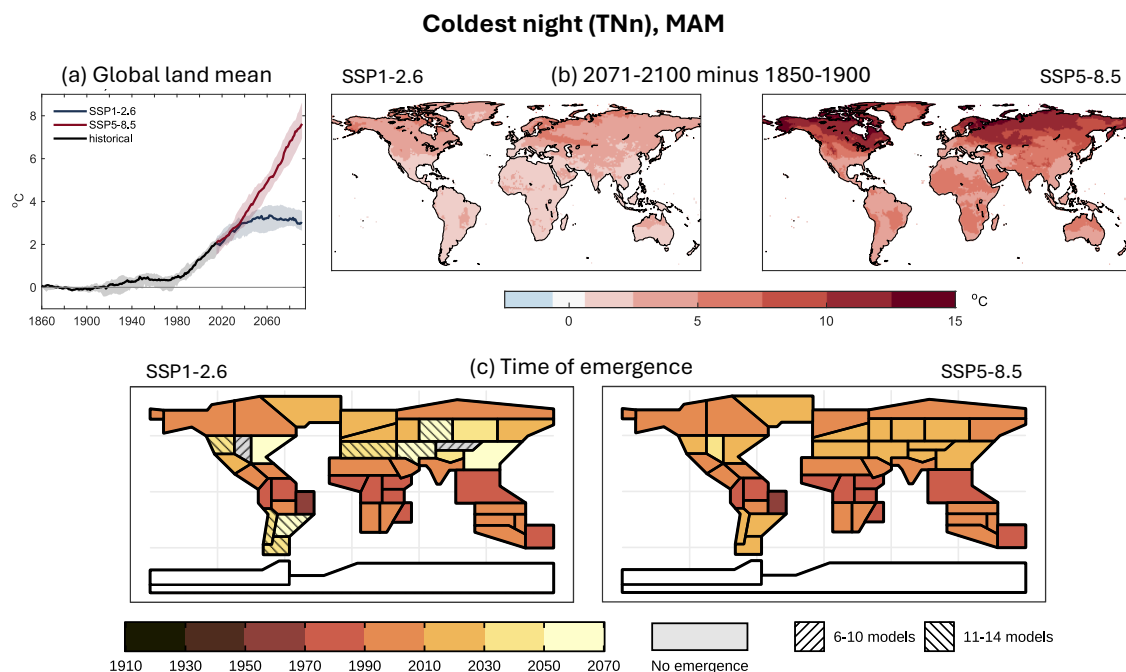 Coldest night (TNn), MAM
(a) Global land mean
SSP1-2.6
(b) 2071-2100 minus 1850-1900
SSP5-8.5
SSP1-2.6
SSP5-8.5
historical
8
6
4
2
0
°C
1860 1900 1940 1980 2020 2060
0 5 10 15
°C
(c) Time of emergence
SSP1-2.6
SSP5-8.5
1910 1930 1950 1970 1990 2010 2030 2050 2070
No emergence
6-10 models
11-14 models